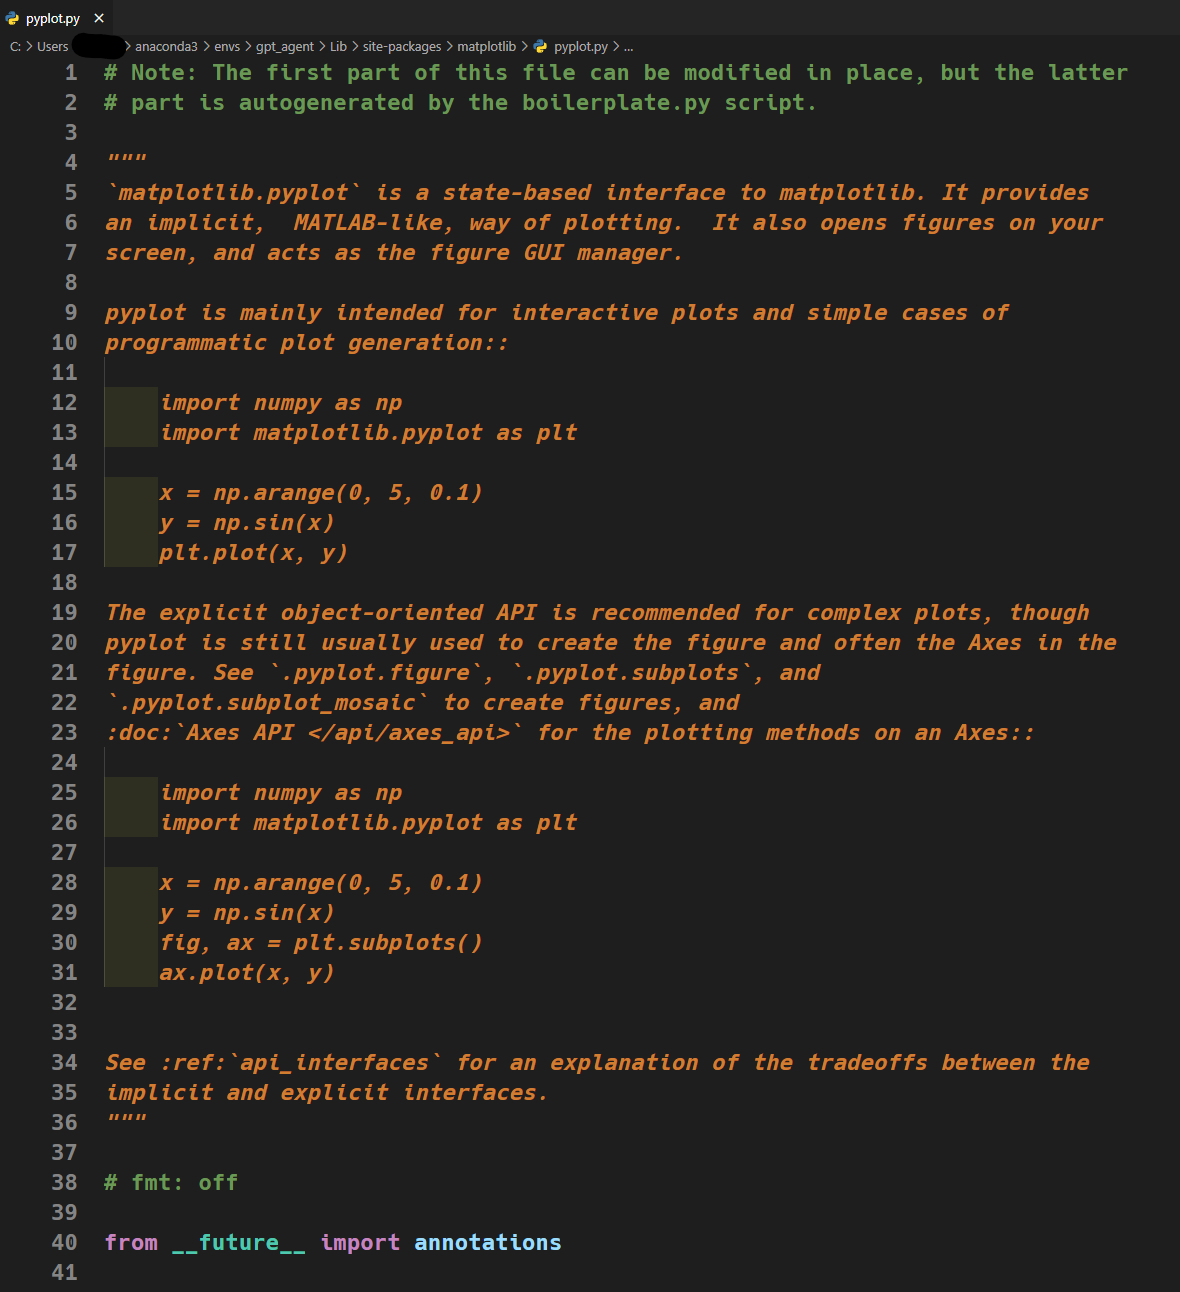 pyplot.py ×
C: > Users > anaconda3 > envs > gpt_agent > Lib > site-packages > matplotlib > pyplot.py > ...
1 # Note: The first part of this file can be modified in place, but the latter
2 # part is autogenerated by the boilerplate.py script.
3
4 """
5 `matplotlib.pyplot` is a state-based interface to matplotlib. It provides
6 an implicit,  MATLAB-like, way of plotting.  It also opens figures on your
7 screen, and acts as the figure GUI manager.
8
9 pyplot is mainly intended for interactive plots and simple cases of
10 programmatic plot generation::
11
12     import numpy as np
13     import matplotlib.pyplot as plt
14
15     x = np.arange(0, 5, 0.1)
16     y = np.sin(x)
17     plt.plot(x, y)
18
19 The explicit object-oriented API is recommended for complex plots, though
20 pyplot is still usually used to create the figure and often the Axes in the
21 figure. See `.pyplot.figure`, `.pyplot.subplots`, and
22 `.pyplot.subplot_mosaic` to create figures, and
23 :doc:`Axes API </api/axes_api>` for the plotting methods on an Axes::
24
25     import numpy as np
26     import matplotlib.pyplot as plt
27
28     x = np.arange(0, 5, 0.1)
29     y = np.sin(x)
30     fig, ax = plt.subplots()
31     ax.plot(x, y)
32
33
34 See :ref:`api_interfaces` for an explanation of the tradeoffs between the
35 implicit and explicit interfaces.
36 """
37
38 # fmt: off
39
40 from __future__ import annotations
41